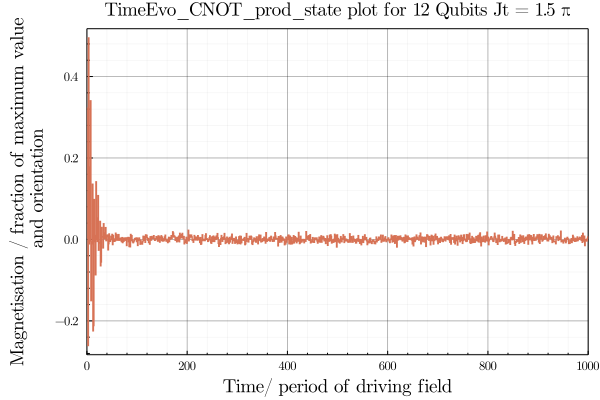 TimeEvo_CNOT_prod_state plot for 12 Qubits Jt = 1.5 π
Magnetisation / fraction of maximum value
and orientation
0.4
0.2
0.0
−0.2
0
200
400
600
800
1000
Time/ period of driving field